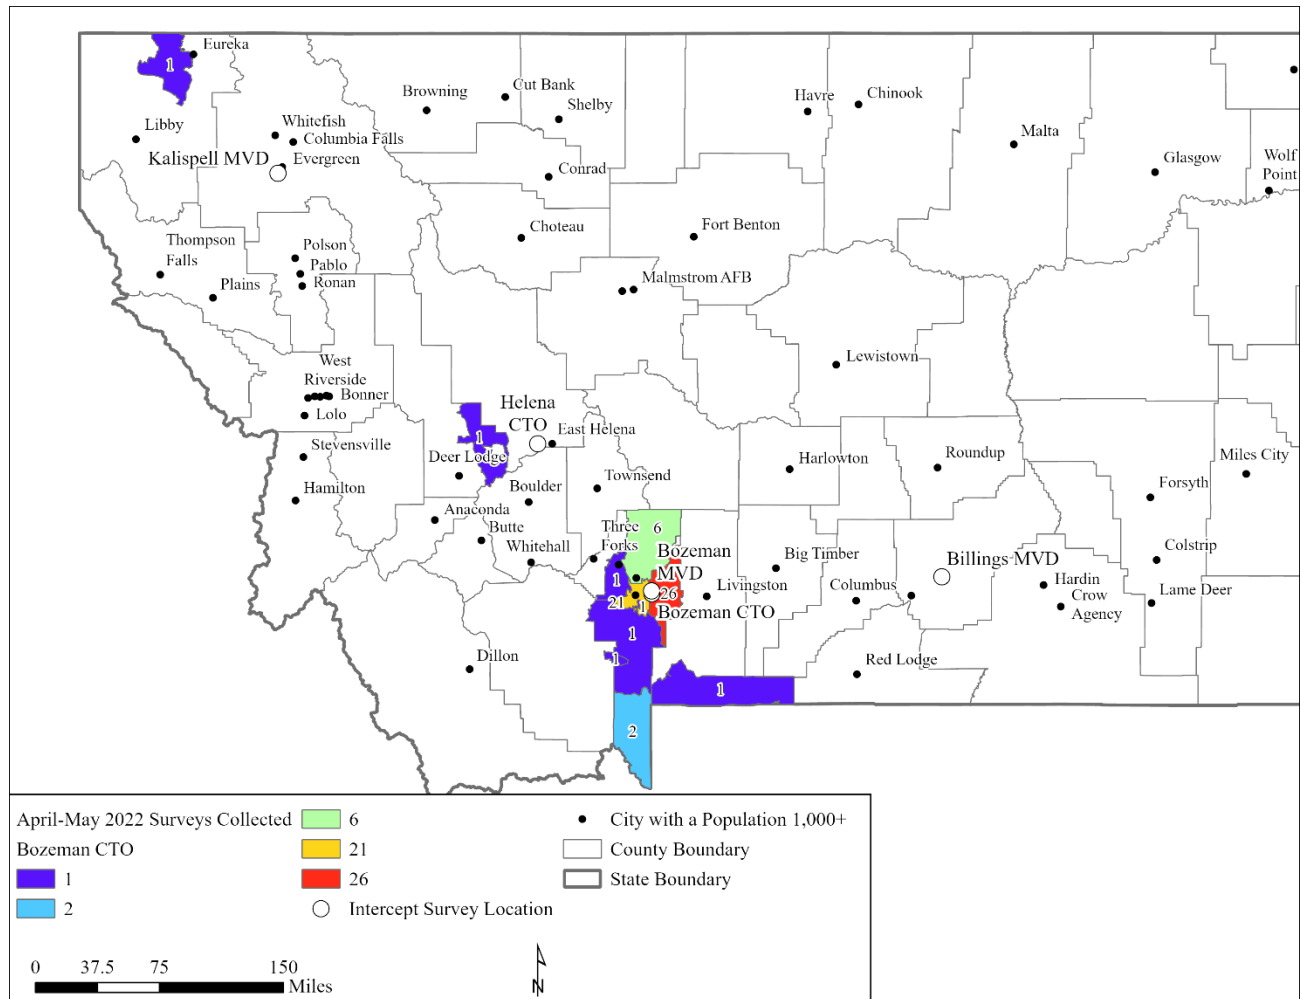 Eureka
1
Cut Bank
Browning
Shelby
Havre
Chinook
Libby
Whitefish
Columbia Falls
Kalispell MVD
Evergreen
Malta
Conrad
Glasgow
Wolf
Point
Choteau
Fort Benton
Thompson
Falls
Polson
Pablo
Ronan
Plains
Malmstrom AFB
Lewistown
West
Riverside
Bonner
Lolo
Helena
CTO
East Helena
1
Stevensville
Deer Lodge
Hamilton
Boulder
Townsend
Harlowton
Roundup
Miles City
Forsyth
Anaconda
Butte
Whitehall
Three
Forks
6
Bozeman
MVD
Big Timber
Billings MVD
Colstrip
1
26
Livingston
Columbus
Hardin
Crow
Agency
Lame Deer
21
1
Bozeman CTO
1
1
Dillon
Red Lodge
1
2
April-May 2022 Surveys Collected
Bozeman CTO
1
2
6
21
26
Intercept Survey Location
City with a Population 1,000+
County Boundary
State Boundary
0 37.5 75 150
Miles
N